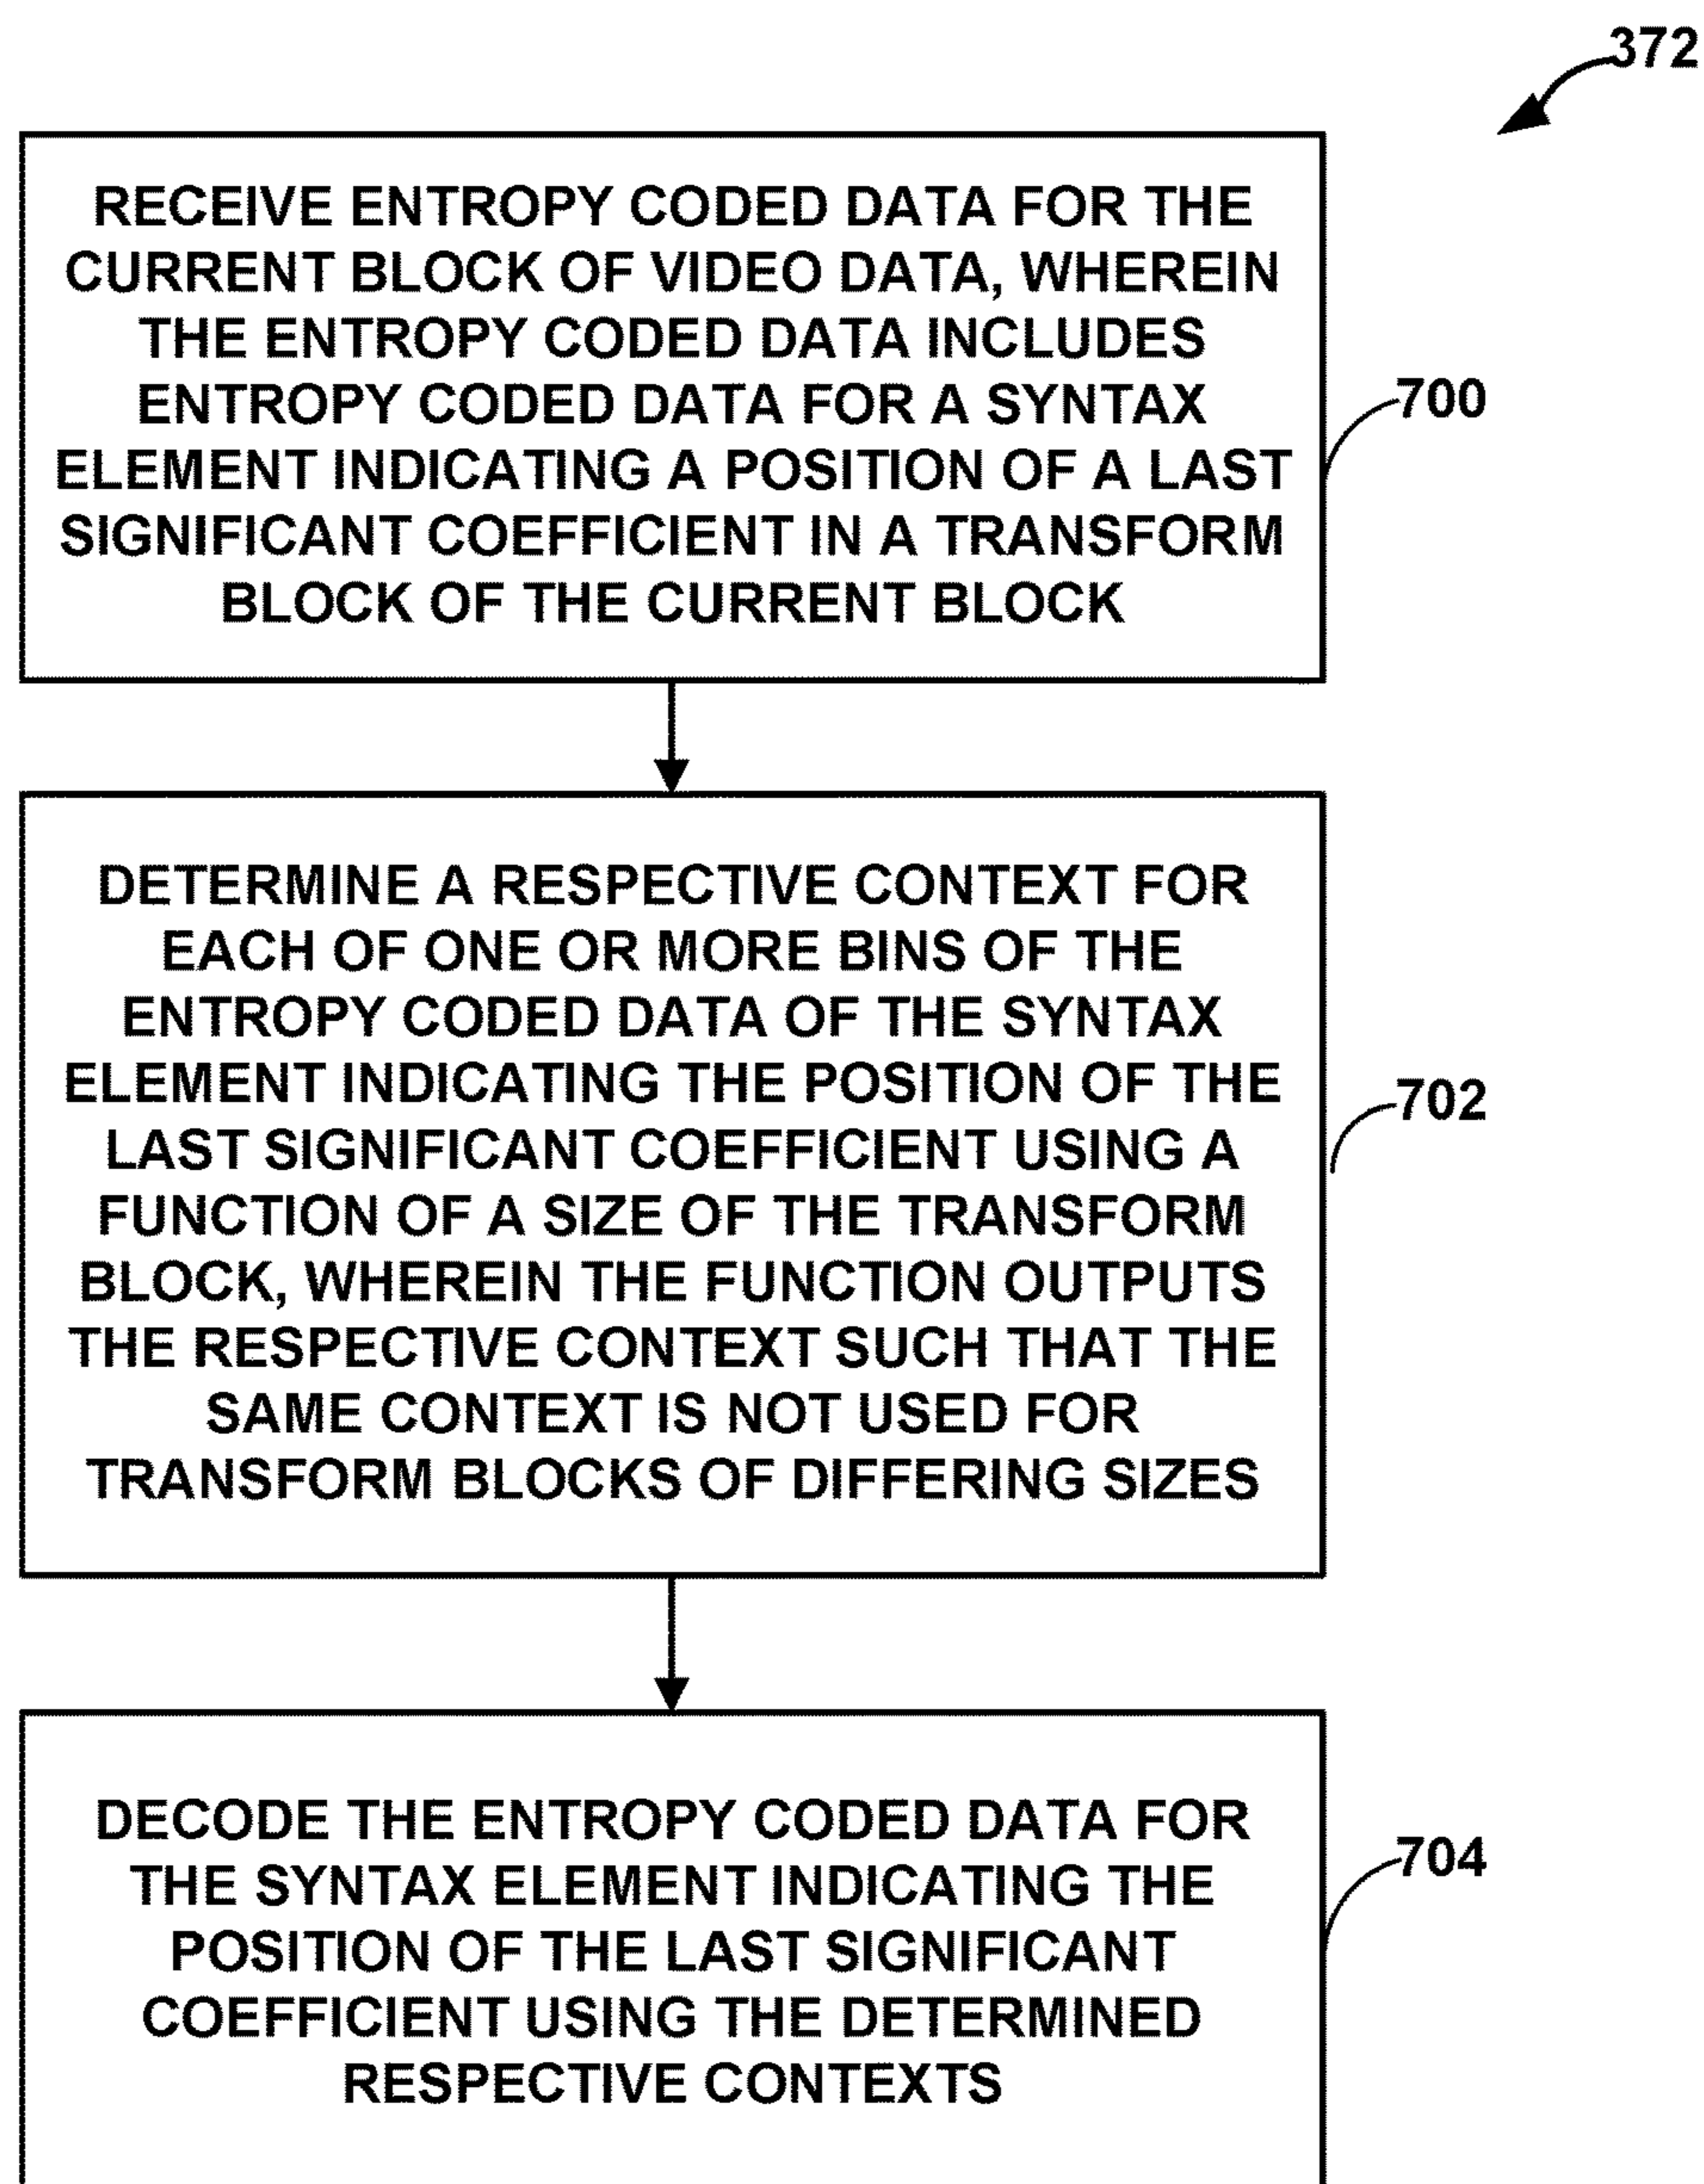 372
RECEIVE ENTROPY CODED DATA FOR THE
CURRENT BLOCK OF VIDEO DATA, WHEREIN
THE ENTROPY CODED DATA INCLUDES
ENTROPY CODED DATA FOR A SYNTAX
ELEMENT INDICATING A POSITION OF A LAST
SIGNIFICANT COEFFICIENT IN A TRANSFORM
BLOCK OF THE CURRENT BLOCK
700
DETERMINE A RESPECTIVE CONTEXT FOR
EACH OF ONE OR MORE BINS OF THE
ENTROPY CODED DATA OF THE SYNTAX
ELEMENT INDICATING THE POSITION OF THE
LAST SIGNIFICANT COEFFICIENT USING A
FUNCTION OF A SIZE OF THE TRANSFORM
BLOCK, WHEREIN THE FUNCTION OUTPUTS
THE RESPECTIVE CONTEXT SUCH THAT THE
SAME CONTEXT IS NOT USED FOR
TRANSFORM BLOCKS OF DIFFERING SIZES
702
DECODE THE ENTROPY CODED DATA FOR
THE SYNTAX ELEMENT INDICATING THE
POSITION OF THE LAST SIGNIFICANT
COEFFICIENT USING THE DETERMINED
RESPECTIVE CONTEXTS
704